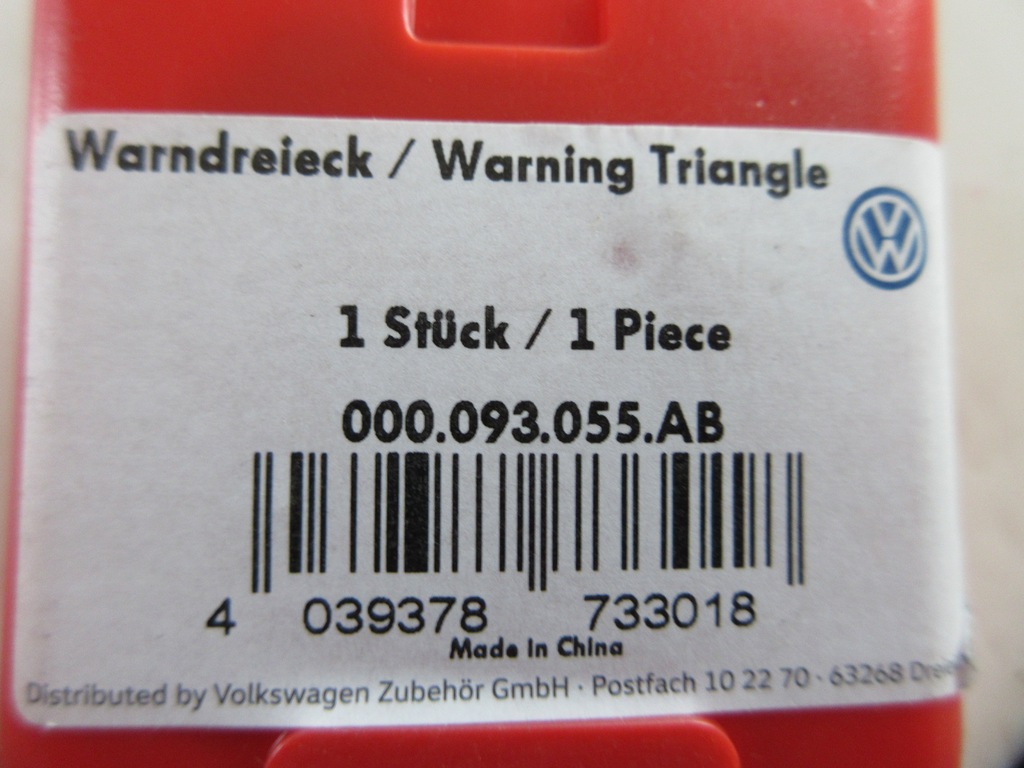 Warndreieck / Warning Triangle
VW
1 Stück / 1 Piece
000.093.055.AB
4 039378 733018
Made in China
Distributed by Volkswagen Zubehör GmbH · Postfach 10 22 70 · 63268